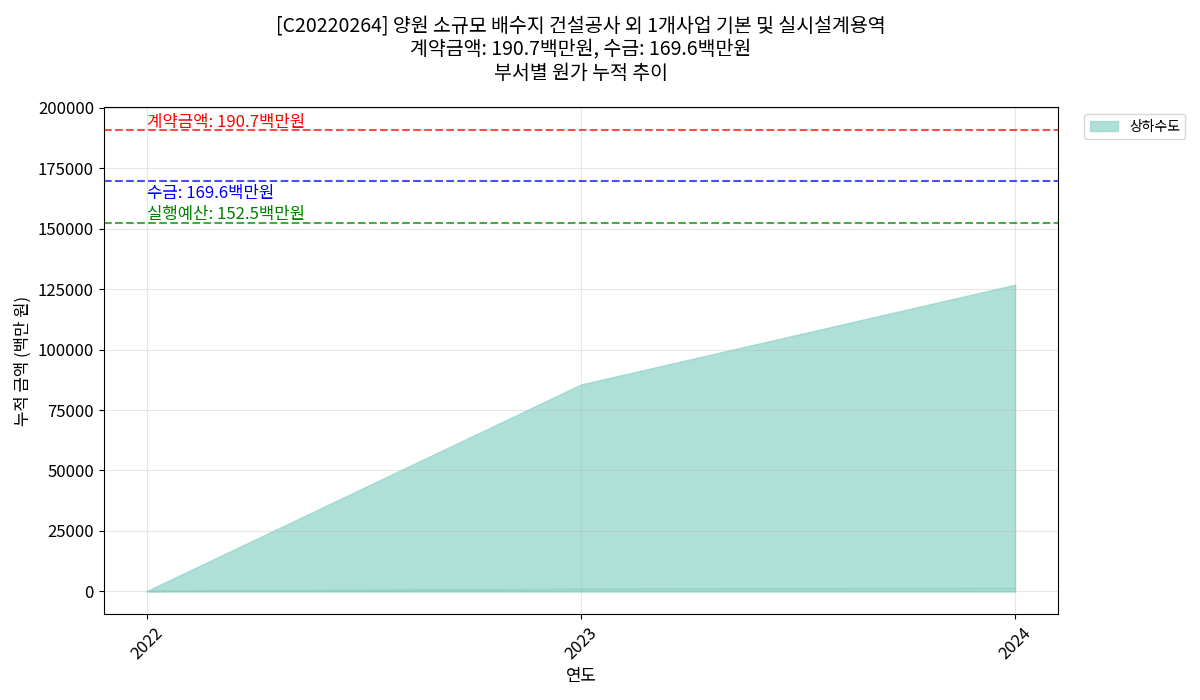 [C20220264] 양원 소규모 배수지 건설공사 외 1개사업 기본 및 실시설계용역
계약금액: 190.7백만원, 수금: 169.6백만원
부서별 원가 누적 추이
200000
175000
150000
125000
100000
75000
50000
25000
0
누적 금액 (백만 원)
계약금액: 190.7백만원
수금: 169.6백만원
실행예산: 152.5백만원
상하수도
2022
2023
2024
연도